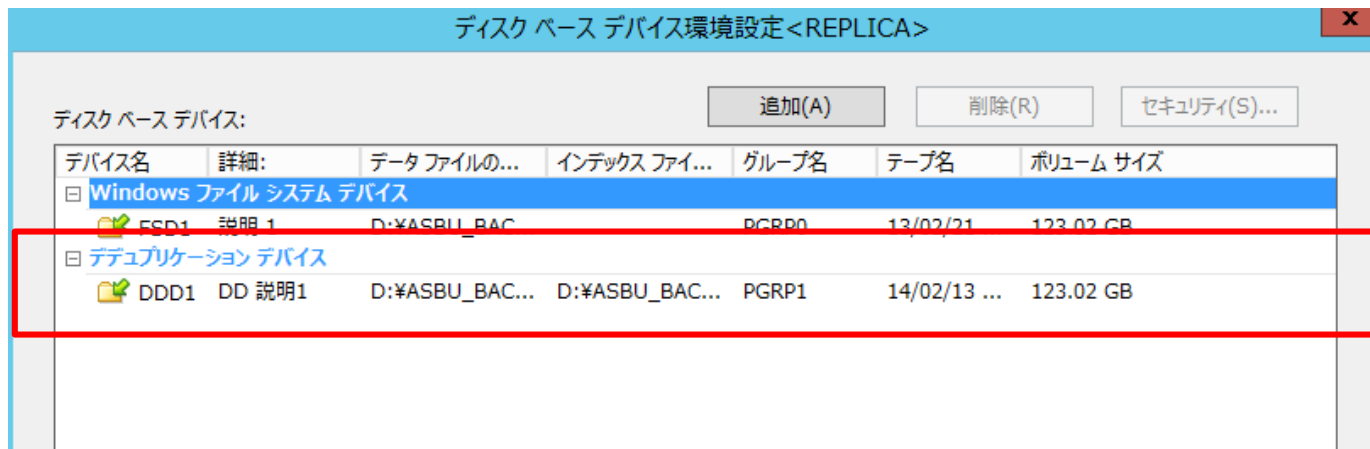 ディスク ベース デバイス環境設定<REPLICA>
x
ディスク ベース デバイス:
追加(A)
削除(R)
セキュリティ(S)...
デバイス名 詳細: データ ファイルの... インデックス ファイ... グループ名 テープ名 ボリューム サイズ
Windows ファイル システム デバイス
FSD1 説明 1 D:¥ASBU_BAC... PGRP0 13/02/21 ... 123.02 GB
デデュプリケーション デバイス
DDD1 DD 説明1 D:¥ASBU_BAC... D:¥ASBU_BAC... PGRP1 14/02/13 ... 123.02 GB